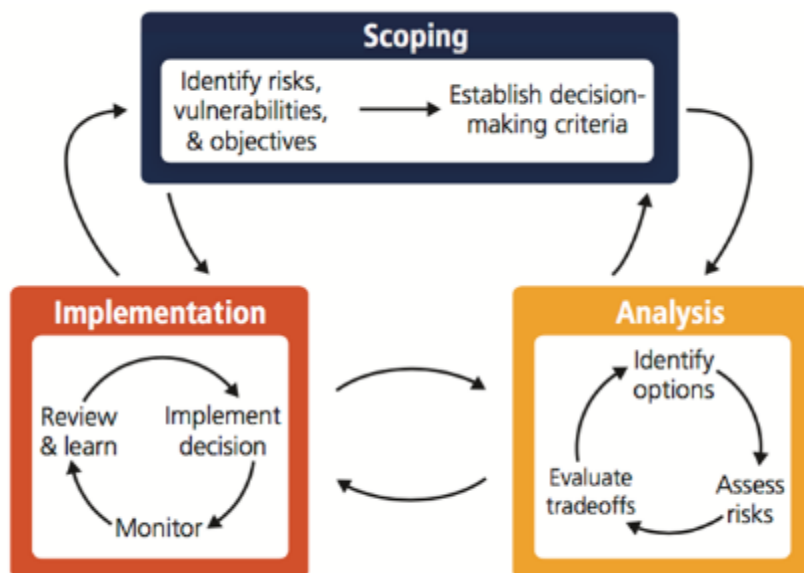 Scoping
Identify risks,
vulnerabilities,
& objectives
Establish decision-
making criteria
Implementation
Review
& learn
Implement
decision
Monitor
Analysis
Identify
options
Evaluate
tradeoffs
Assess
risks